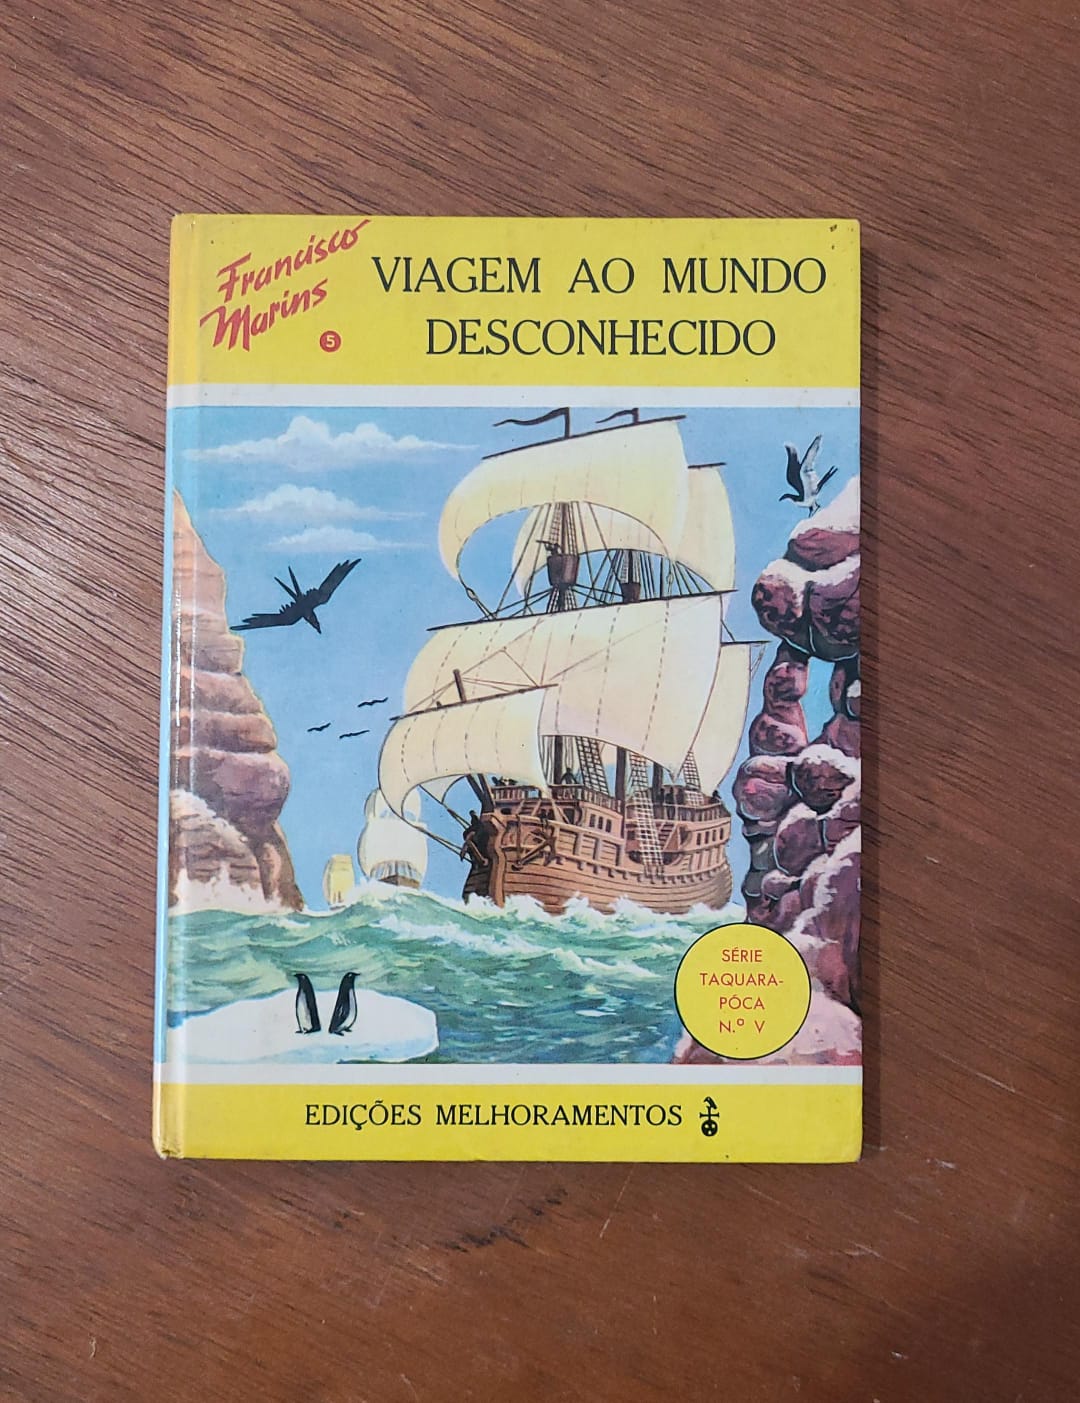 Francisco
Marins
5
VIAGEM AO MUNDO
DESCONHECIDO
SÉRIE
TAQUARA-
PÓCA
N.º V
EDIÇÕES MELHORAMENTOS